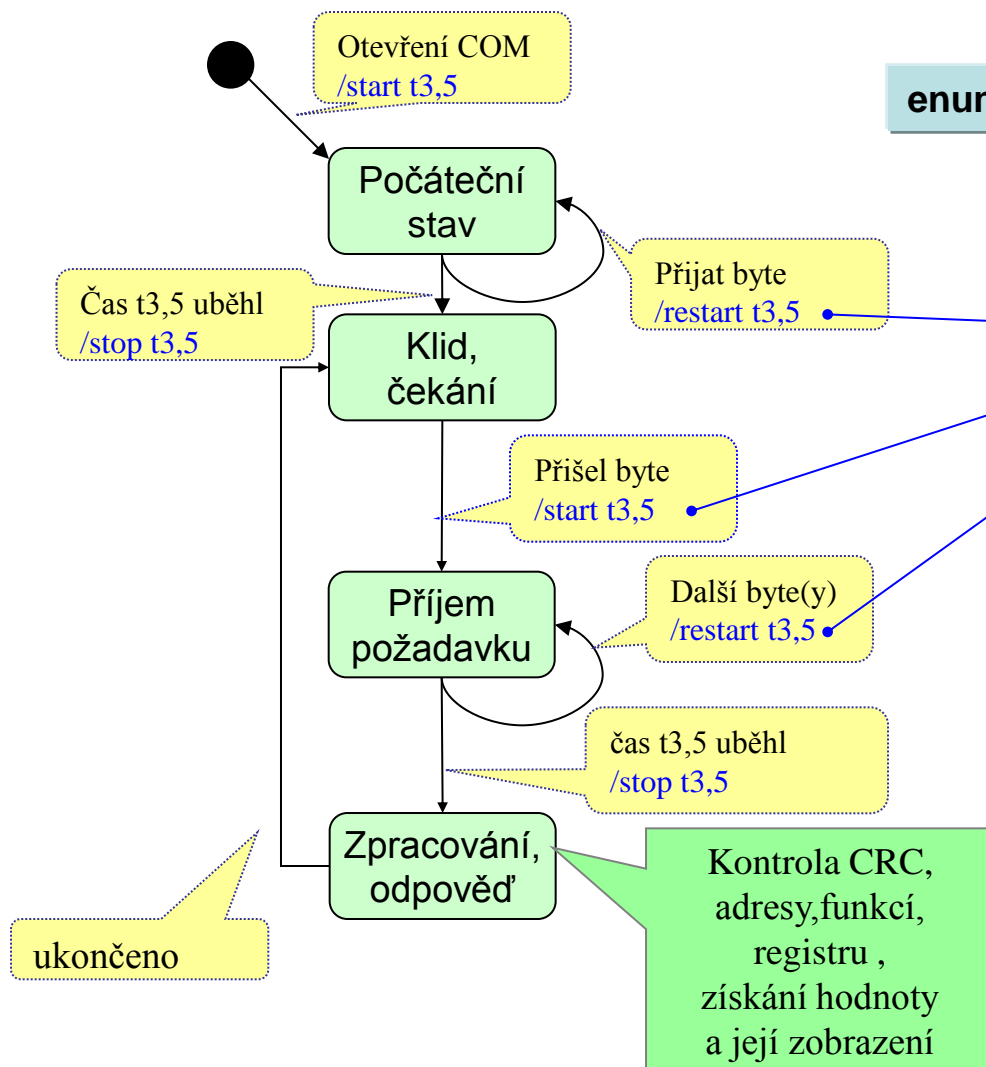 Otevření COM
/start t3,5
enum
Počáteční
stav
Přijat byte
/restart t3,5
Čas t3,5 uběhl
/stop t3,5
Klid,
čekání
Přišel byte
/start t3,5
Další byte(y)
/restart t3,5
Příjem
požadavku
čas t3,5 uběhl
/stop t3,5
Zpracování,
odpověď
Kontrola CRC,
adresy,funkcí,
registru ,
získání hodnoty
a její zobrazení
ukončeno